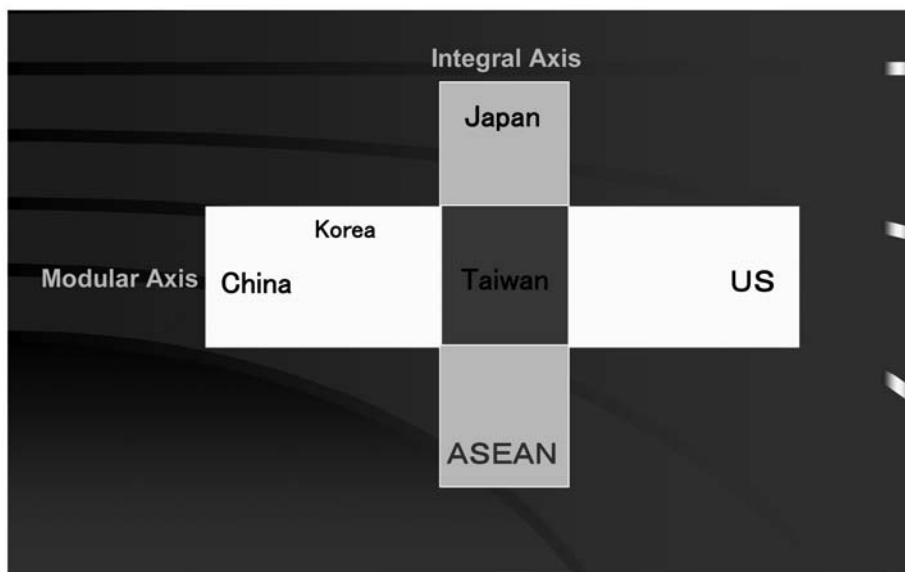 Integral Axis
Japan
Korea
Modular Axis
China
Taiwan
US
ASEAN